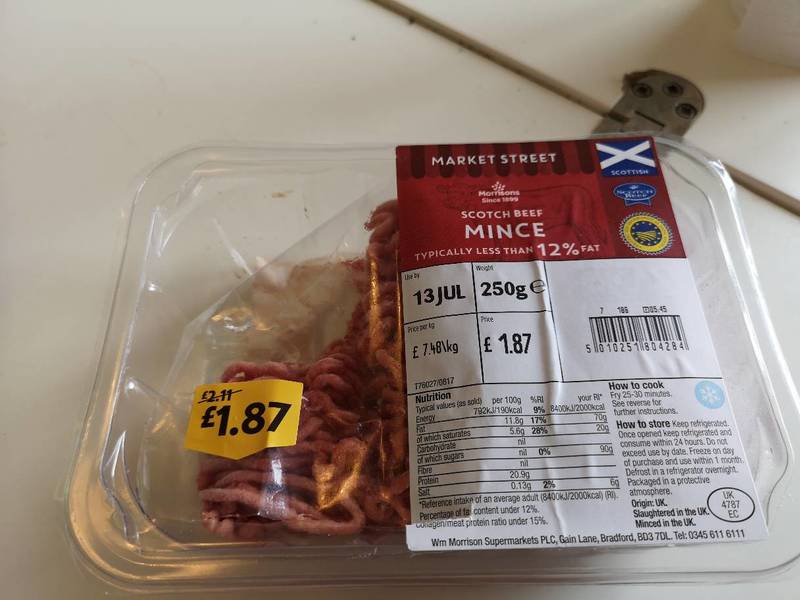 MARKET STREET
SCOTTISH
Morrisons
Since 1899
SCOTCH BEEF
MINCE
TYPICALLY LESS THAN 12% FAT
SCOTCH
BEEF
Use by
13 JUL
Weight
250g e
Price per kg
£ 7.48\kg
Price
£ 1.87
7 186 05:45
5 010251 804284
T76027/0817
£2.11
£1.87
Nutrition
Typical values (as sold) per 100g %RI your RI*
Energy 792kJ/190kcal 9% 8400kJ/2000kcal
Fat 11.8g 17% 70g
of which saturates 5.6g 28% 20g
Carbohydrate nil
of which sugars nil 0% 90g
Fibre nil
Protein 20.9g
Salt 0.13g 2% 6g
*Reference intake of an average adult (8400kJ/2000kcal) (RI).
Percentage of fat content under 12%.
Collagen/meat protein ratio under 15%.
How to cook
Fry 25-30 minutes.
See reverse for
further instructions.
How to store Keep refrigerated.
Once opened keep refrigerated and
consume within 24 hours. Do not
exceed use by date. Freeze on day
of purchase and use within 1 month.
Defrost in a refrigerator overnight.
Packaged in a protective
atmosphere.
Origin: UK.
Slaughtered in the UK.
Minced in the UK.
UK
4787
EC
Wm Morrison Supermarkets PLC, Gain Lane, Bradford, BD3 7DL. Tel: 0345 611 6111